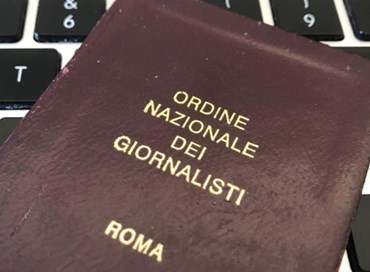 &
6
(
9
T
ORDINE
NAZIONALE
DEI
GIORNALISTI
ROMA